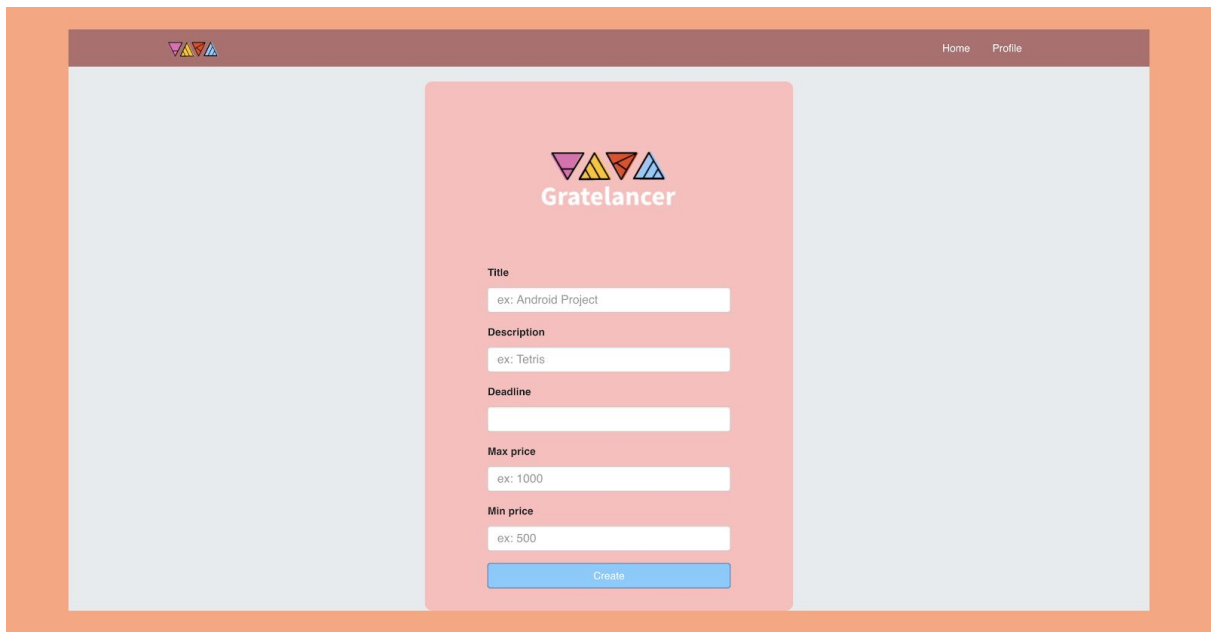 Home Profile
Gratelancer
Title
ex: Android Project
Description
ex: Tetris
Deadline
Max price
ex: 1000
Min price
ex: 500
Create